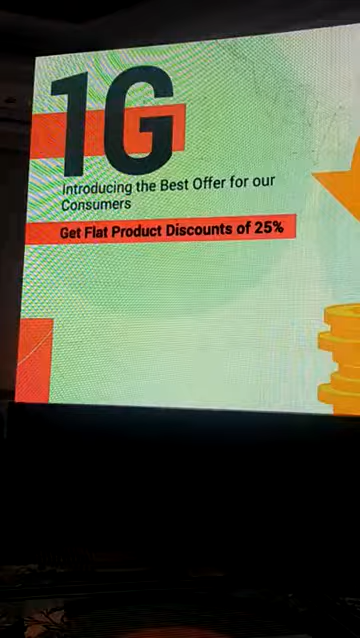 1G
Introducing the Best Offer for our
Consumers
Get Flat Product Discounts of 25%